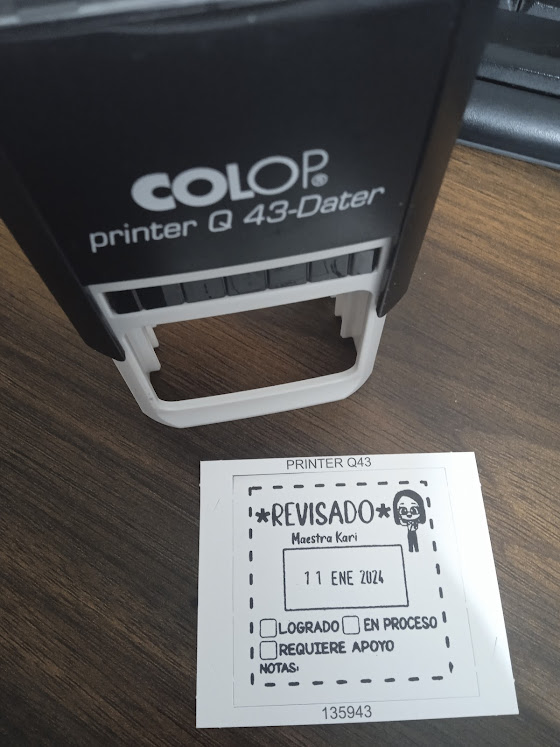 COLOP®
printer Q 43-Dater
PRINTER Q43
*REVISADO*
Maestra Kari
11 ENE 2024
LOGRADO EN PROCESO
REQUIERE APOYO
NOTAS:
135943